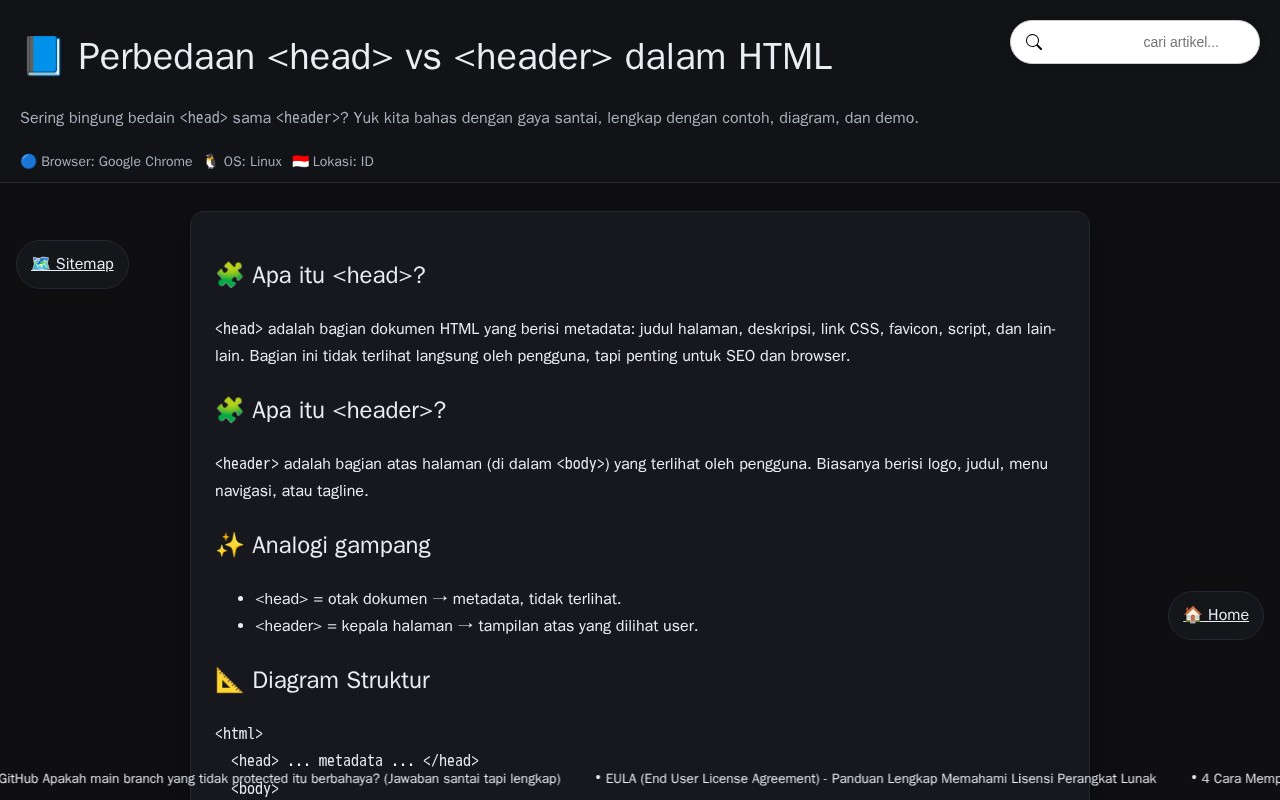 📘 Perbedaan <head> vs <header> dalam HTML
cari artikel...
Sering bingung bedain <head> sama <header>? Yuk kita bahas dengan gaya santai, lengkap dengan contoh, diagram, dan demo.
🔵 Browser: Google Chrome 🐧 OS: Linux 🇮🇩 Lokasi: ID
🗺️ Sitemap
🧩 Apa itu <head>?
<head> adalah bagian dokumen HTML yang berisi metadata: judul halaman, deskripsi, link CSS, favicon, script, dan lain-
lain. Bagian ini tidak terlihat langsung oleh pengguna, tapi penting untuk SEO dan browser.
🧩 Apa itu <header>?
<header> adalah bagian atas halaman (di dalam <body>) yang terlihat oleh pengguna. Biasanya berisi logo, judul, menu
navigasi, atau tagline.
✨ Analogi gampang
• <head> = otak dokumen → metadata, tidak terlihat.
• <header> = kepala halaman → tampilan atas yang dilihat user.
🏠 Home
📐 Diagram Struktur
<html>
<head> ... metadata ... </head>
<body>
GitHub Apakah main branch yang tidak protected itu berbahaya? (Jawaban santai tapi lengkap) • EULA (End User License Agreement) - Panduan Lengkap Memahami Lisensi Perangkat Lunak • 4 Cara